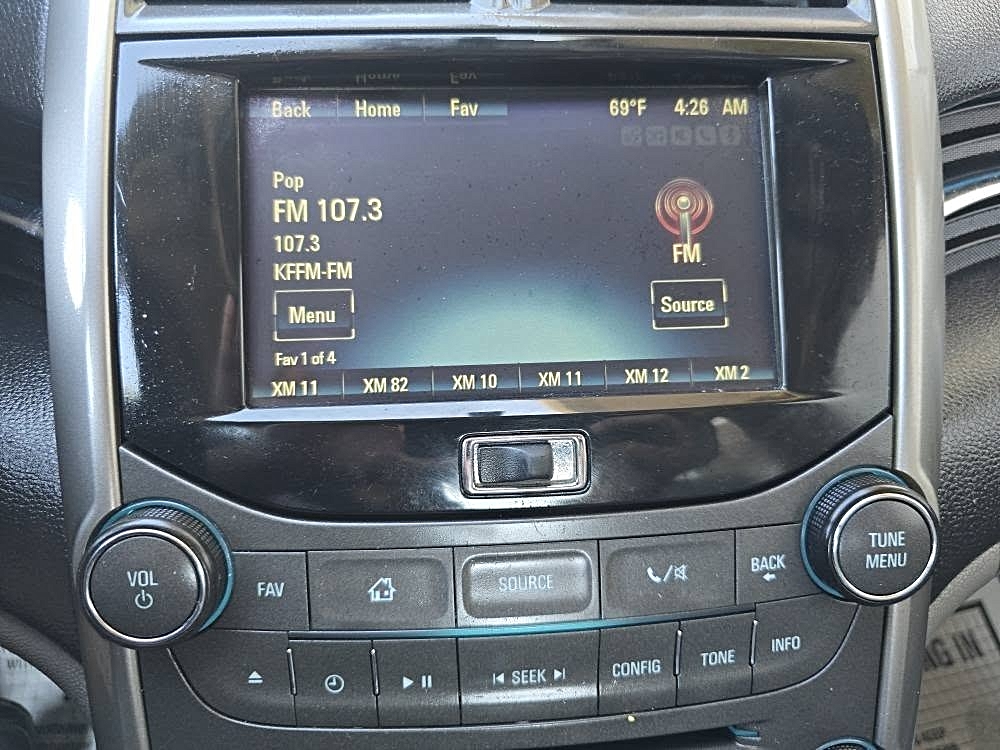 Back Home Fav 69°F 4:26 AM
Pop
FM 107.3
107.3
KFFM-FM
FM
Menu
Source
Fav 1 of 4
XM 11 XM 82 XM 10 XM 11 XM 12 XM 2
VOL
FAV
SOURCE
BACK
TUNE
MENU
SEEK
CONFIG
TONE
INFO